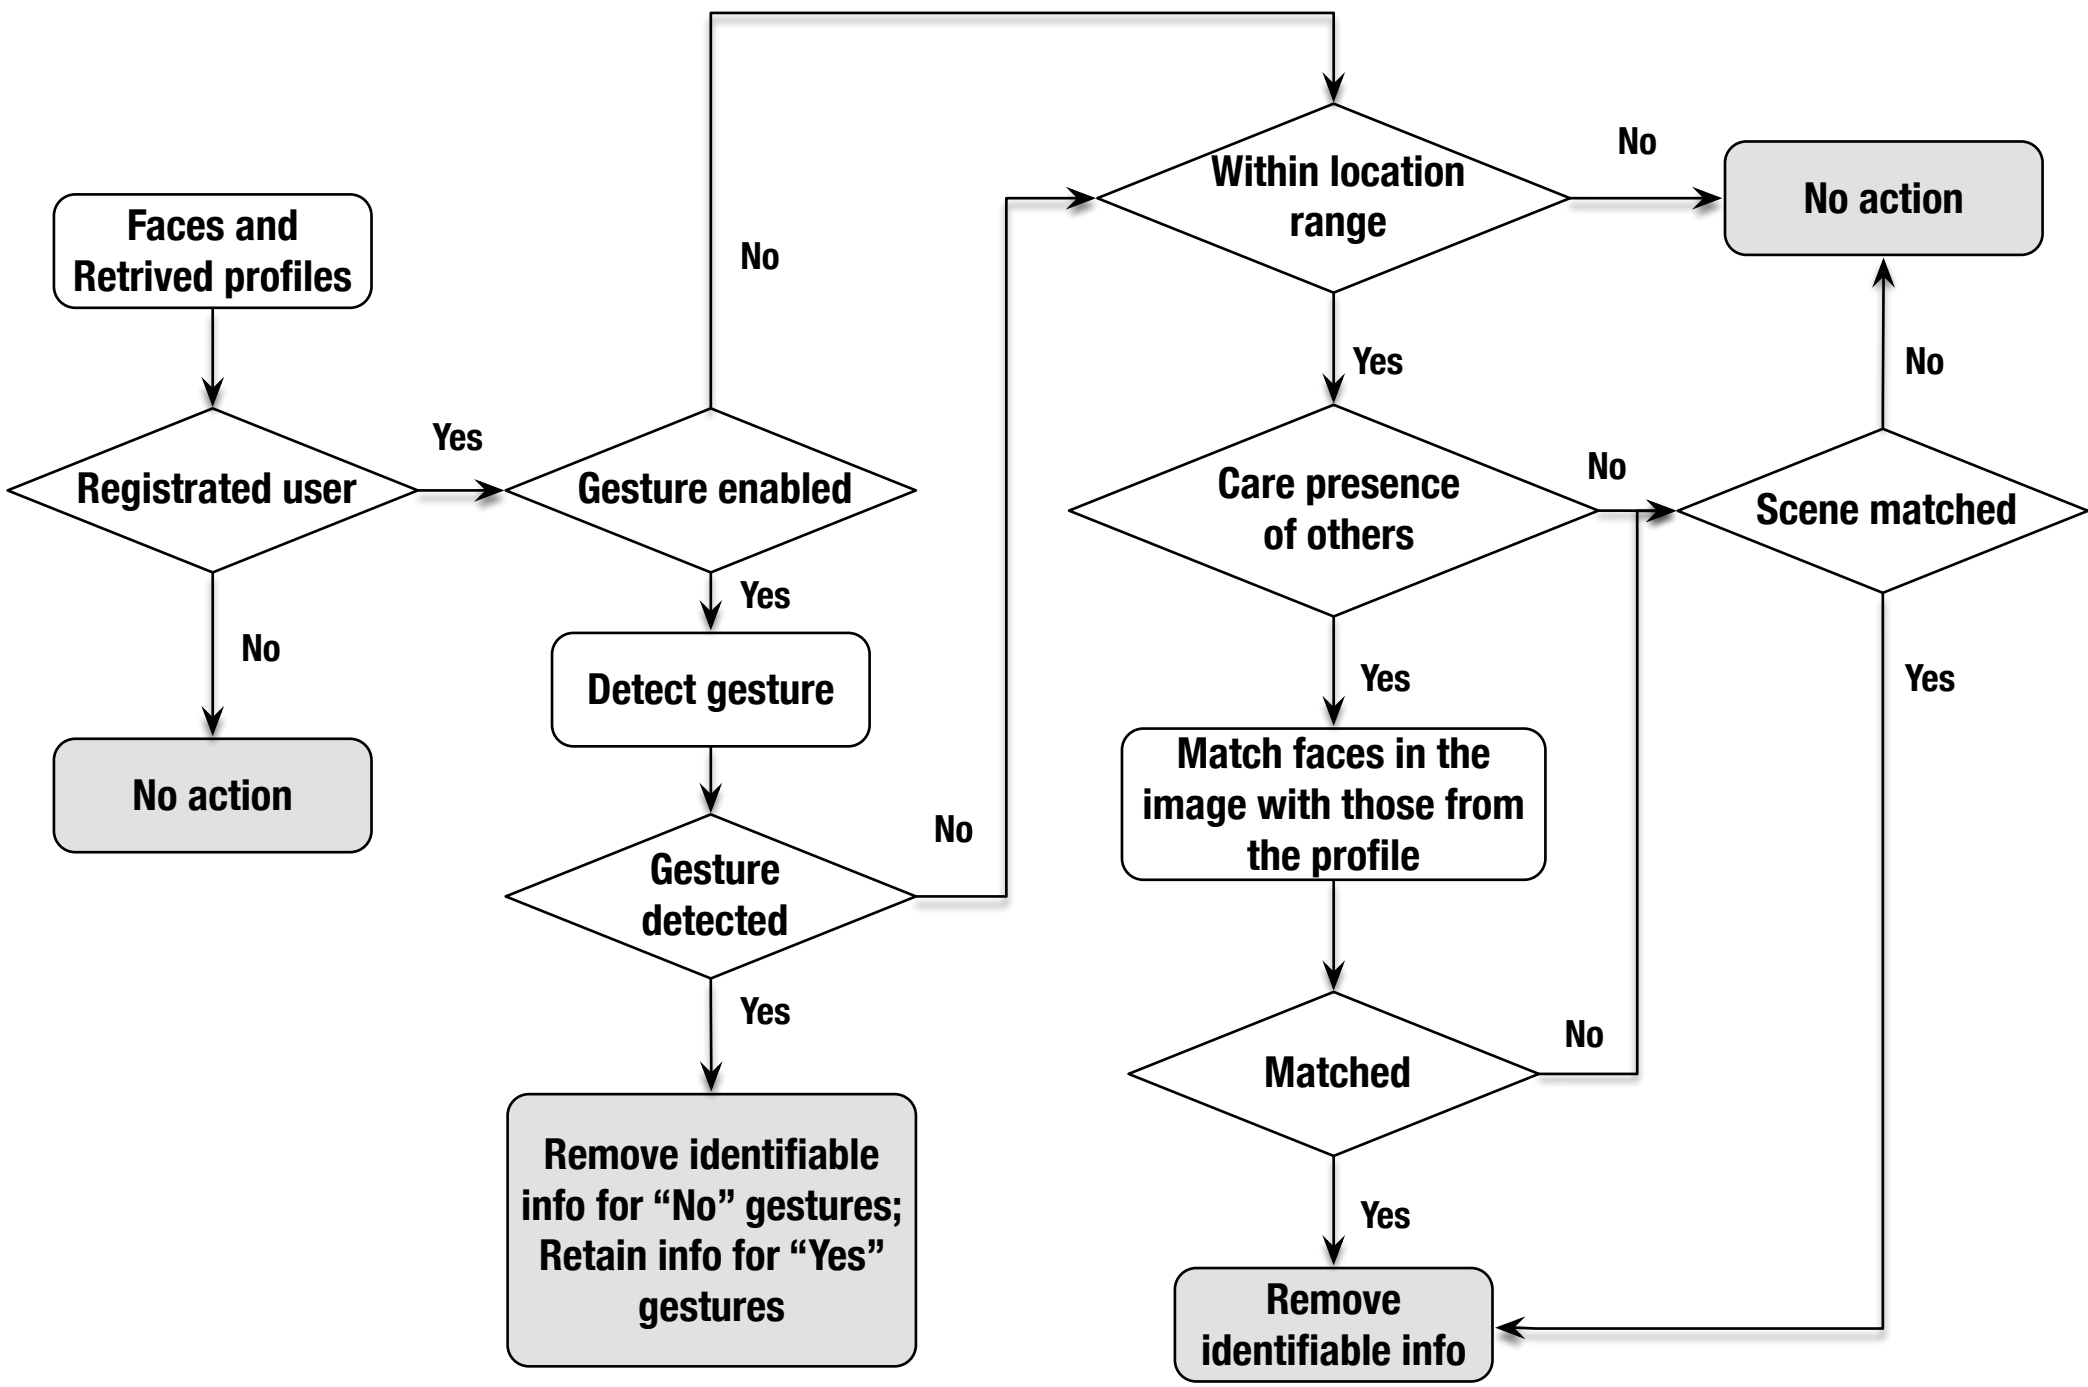 Faces and
Retrived profiles
Registrated user
Yes
No
No action
Gesture enabled
No
Yes
Detect gesture
Gesture
detected
No
Yes
Remove identifiable
info for “No” gestures;
Retain info for “Yes”
gestures
Within location
range
No
No action
Yes
Care presence
of others
No
Scene matched
No
Yes
Yes
Match faces in the
image with those from
the profile
Matched
No
Yes
Remove
identifiable info